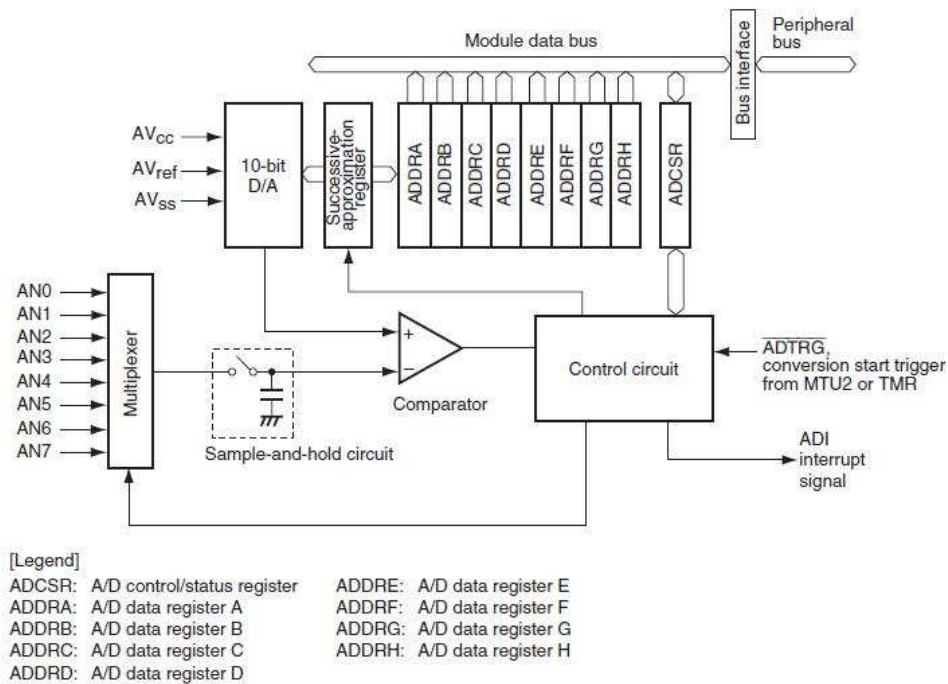 Module data bus
Peripheral
bus
Bus interface
AVcc
AVref
AVss
10-bit
D/A
Successive-
approximation
register
ADDRA
ADDRB
ADDRC
ADDRD
ADDRE
ADDRF
ADDRG
ADDRH
ADCSR
AN0
AN1
AN2
AN3
AN4
AN5
AN6
AN7
Multiplexer
+
−
Comparator
Sample-and-hold circuit
Control circuit
ADTRG,
conversion start trigger
from MTU2 or TMR
ADI
interrupt
signal
[Legend]
ADCSR: A/D control/status register
ADDRA: A/D data register A
ADDRB: A/D data register B
ADDRC: A/D data register C
ADDRD: A/D data register D
ADDRE: A/D data register E
ADDRF: A/D data register F
ADDRG: A/D data register G
ADDRH: A/D data register H